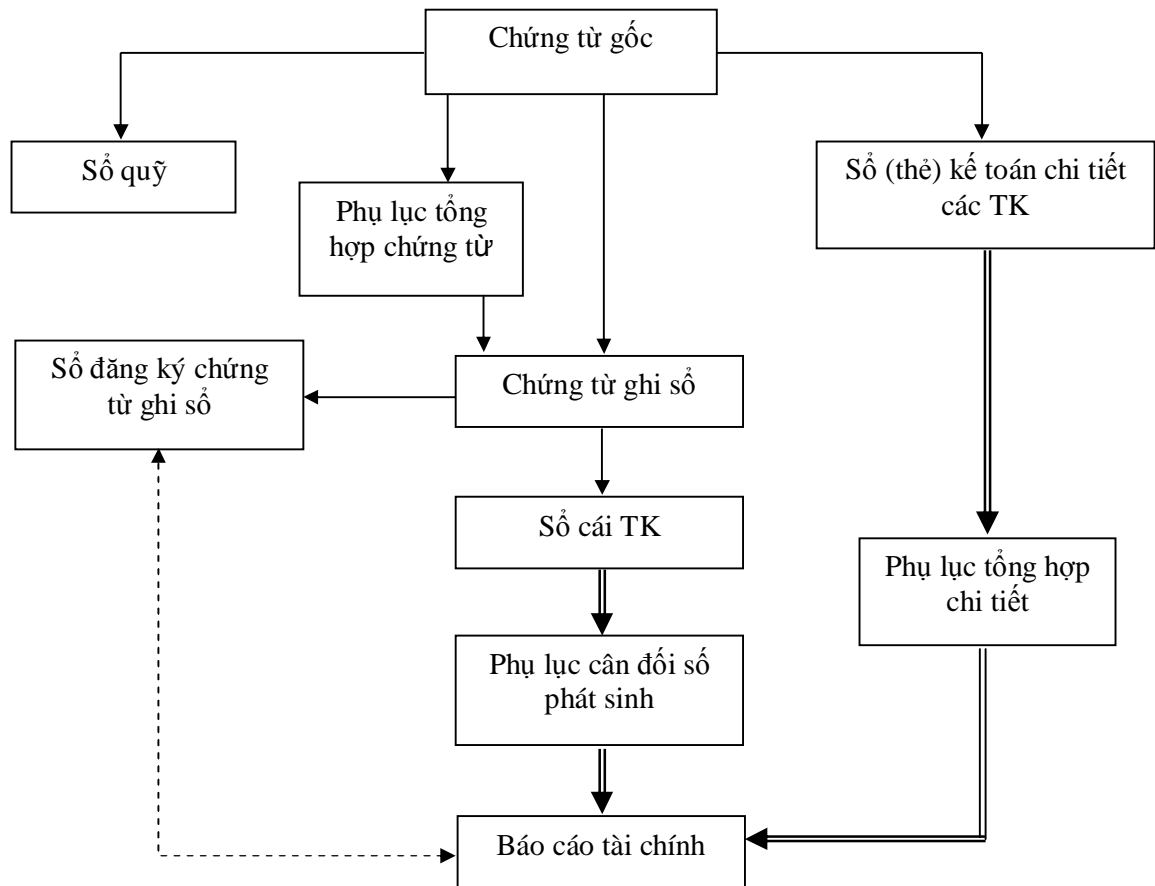 Chứng từ gốc
Sổ quỹ
Sổ (thẻ) kế toán chi tiết
các TK
Phụ lục tổng
hợp chứng từ
Sổ đăng ký chứng
từ ghi sổ
Chứng từ ghi sổ
Sổ cái TK
Phụ lục tổng hợp
chi tiết
Phụ lục cân đối số
phát sinh
Báo cáo tài chính